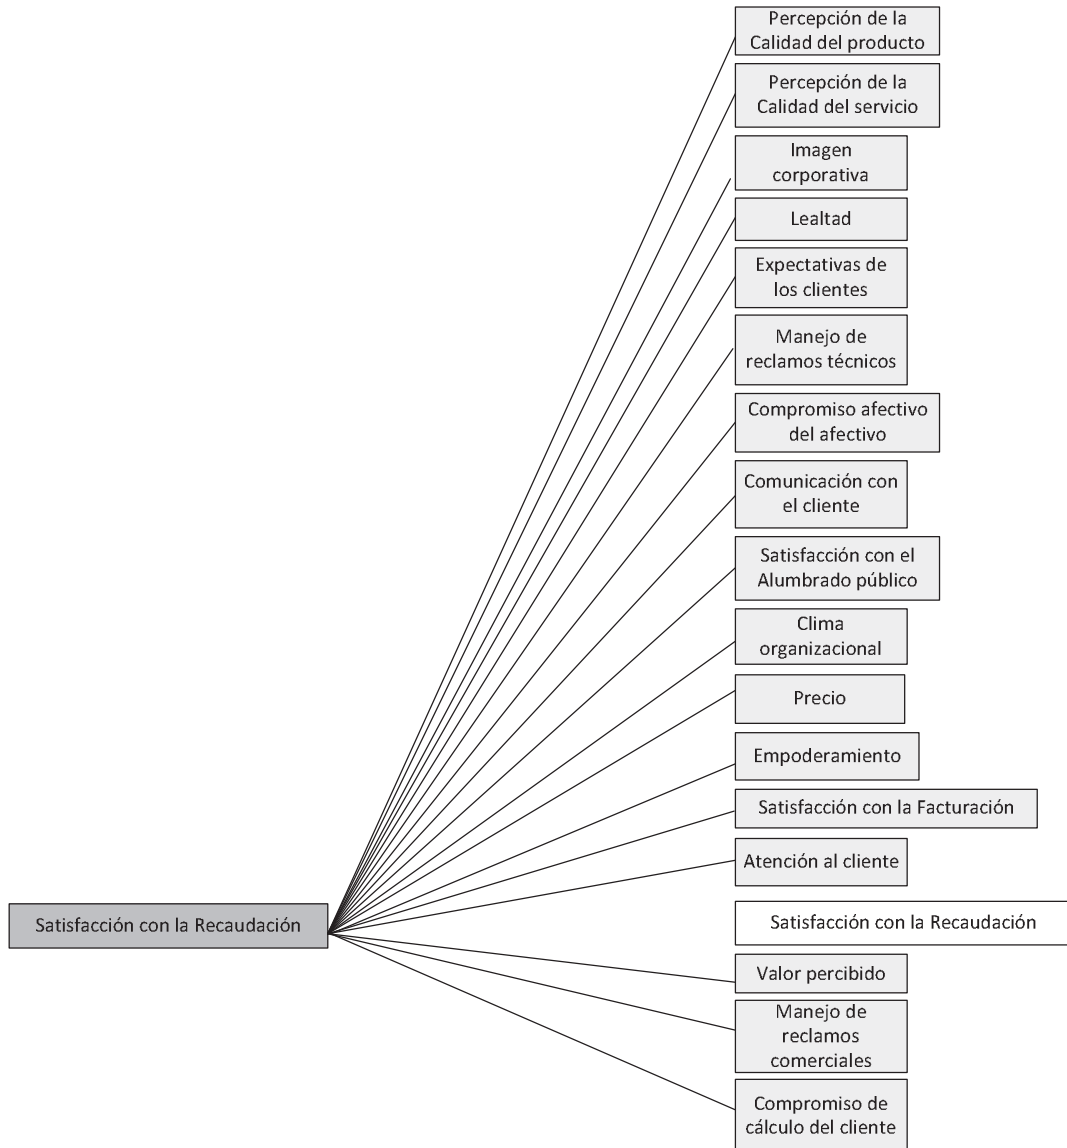 Percepción de la
Calidad del producto
Percepción de la
Calidad del servicio
Imagen
corporativa
Lealtad
Expectativas de
los clientes
Manejo de
reclamos técnicos
Compromiso afectivo
del afectivo
Comunicación con
el cliente
Satisfacción con el
Alumbrado público
Clima
organizacional
Precio
Empoderamiento
Satisfacción con la Facturación
Atención al cliente
Satisfacción con la Recaudación
Satisfacción con la Recaudación
Valor percibido
Manejo de
reclamos
comerciales
Compromiso de
cálculo del cliente